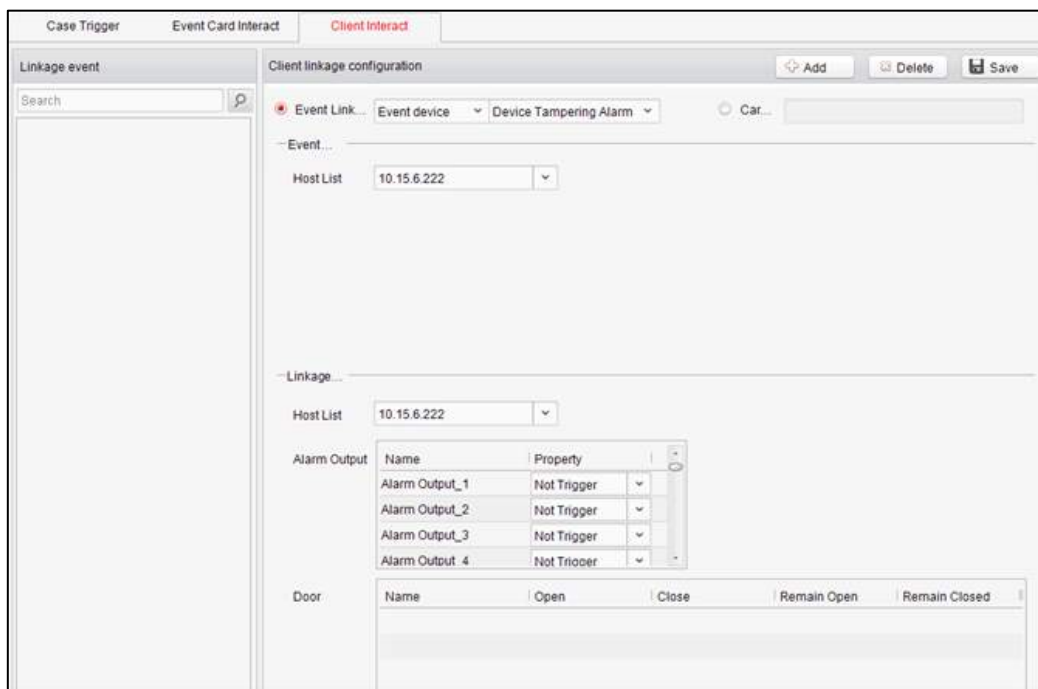 Case Trigger Event Card Interact Client Interact
Linkage event
Search
Client linkage configuration Add Delete Save
Event Link... Event device Device Tampering Alarm Car...
Event...
Host List 10.15.6.222
Linkage...
Host List 10.15.6.222
Alarm Output Name Property
Alarm Output_1 Not Trigger
Alarm Output_2 Not Trigger
Alarm Output_3 Not Trigger
Alarm Output_4 Not Trigger
Door Name Open Close Remain Open Remain Closed